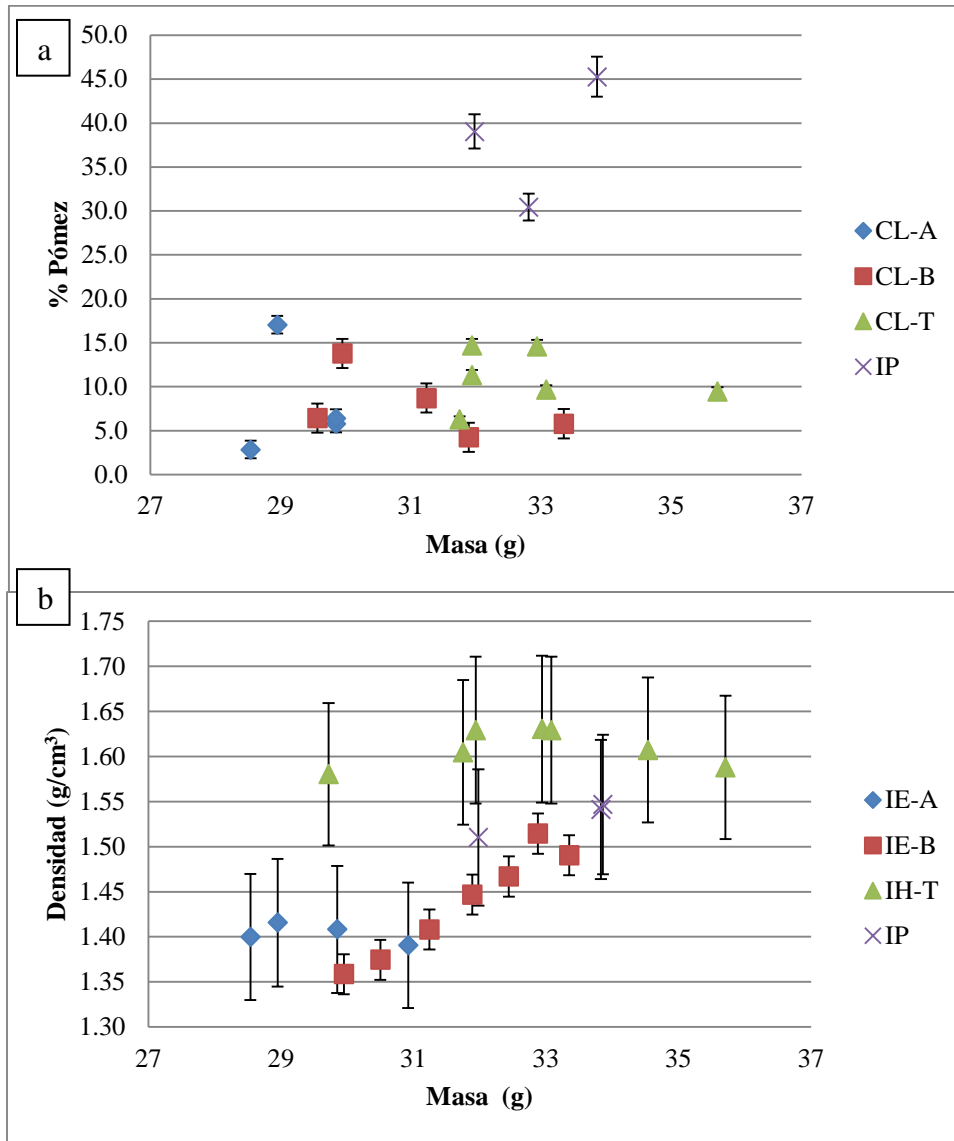 a
50.0
45.0
40.0
35.0
30.0
25.0
20.0
15.0
10.0
5.0
0.0
% Pómez
27 29 31 33 35 37
Masa (g)
CL-A
CL-B
CL-T
IP
b
1.75
1.70
1.65
1.60
1.55
1.50
1.45
1.40
1.35
1.30
Densidad (g/cm³)
27 29 31 33 35 37
Masa (g)
IE-A
IE-B
IH-T
IP